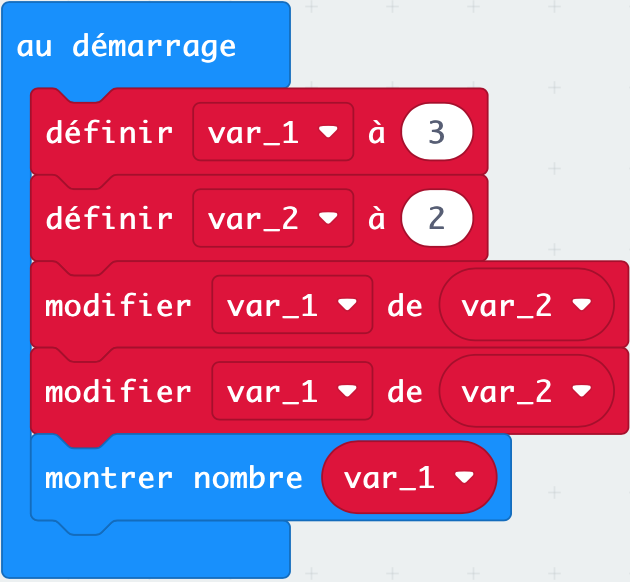 au démarrage
définir var_1 à 3
définir var_2 à 2
modifier var_1 de var_2
modifier var_1 de var_2
montrer nombre var_1